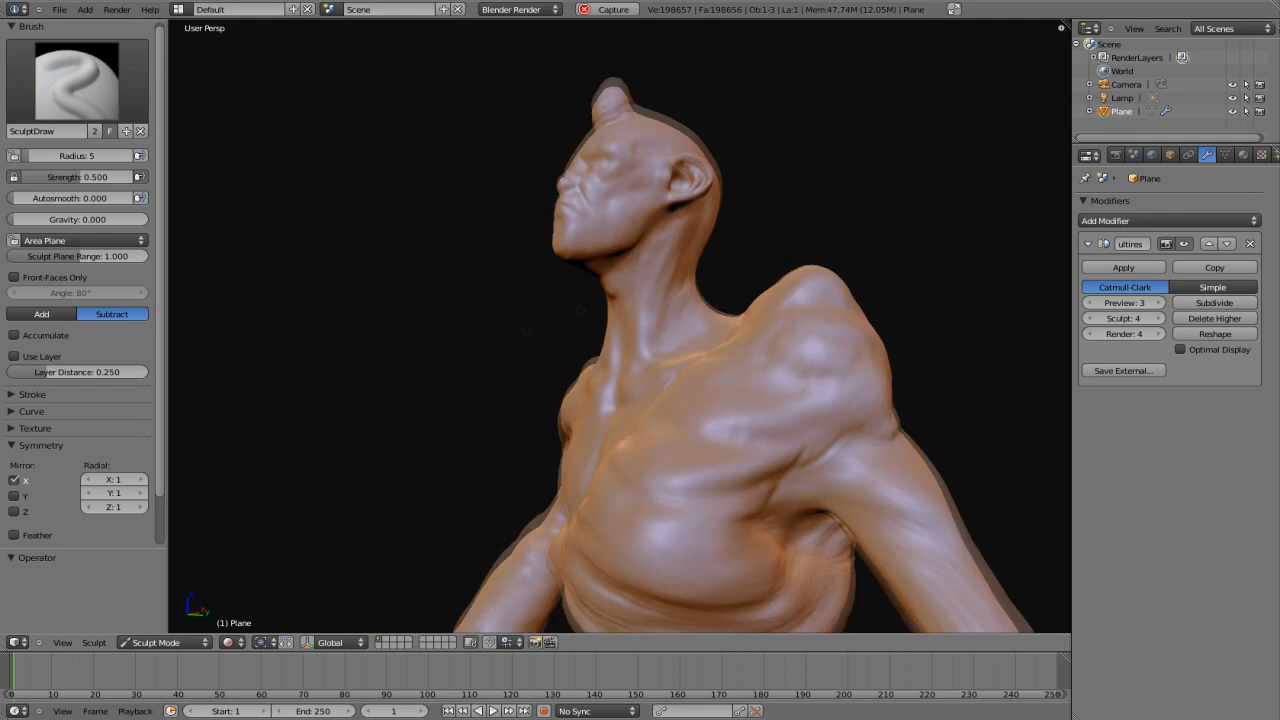 File Add Render Help Default Scene Blender Render Capture Ve:198657 | Fa:198656 | Ob:1-3 | La:1 | Mem:47.74M (12.05M) | Plane
Brush
User Persp
View Search All Scenes
Scene
RenderLayers
World
Camera
Lamp
Plane
SculptDraw 2 F
Radius: 5
Strength: 0.500
Autosmooth: 0.000
Gravity: 0.000
Area Plane
Sculpt Plane Range: 1.000
Front-Faces Only
Angle: 80°
Add Subtract
Accumulate
Use Layer
Layer Distance: 0.250
Stroke
Curve
Texture
Symmetry
Mirror: Radial:
X X: 1
Y Y: 1
Z Z: 1
Feather
Operator
Plane
Modifiers
Add Modifier
ultires
Apply Copy
Catmull-Clark Simple
Preview: 3 Subdivide
Sculpt: 4 Delete Higher
Render: 4 Reshape
Optimal Display
Save External...
(1) Plane
View Sculpt Sculpt Mode Global
0 10 20 30 40 50 60 70 80 90 100 110 120 130 140 150 160 170 180 190 200 210 220 230 240 250
View Frame Playback Start: 1 End: 250 1 No Sync